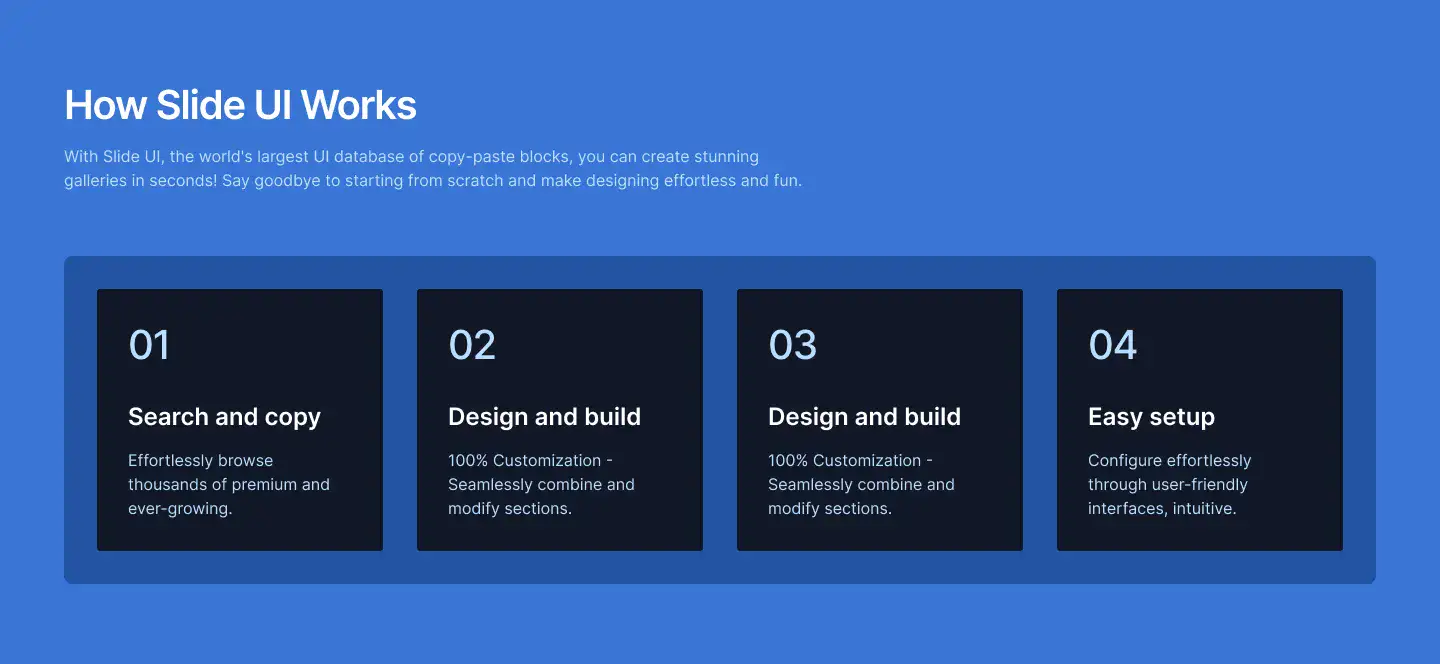 How Slide UI Works
With Slide UI, the world's largest UI database of copy-paste blocks, you can create stunning
galleries in seconds! Say goodbye to starting from scratch and make designing effortless and fun.
01
Search and copy
Effortlessly browse
thousands of premium and
ever-growing.
02
Design and build
100% Customization -
Seamlessly combine and
modify sections.
03
Design and build
100% Customization -
Seamlessly combine and
modify sections.
04
Easy setup
Configure effortlessly
through user-friendly
interfaces, intuitive.